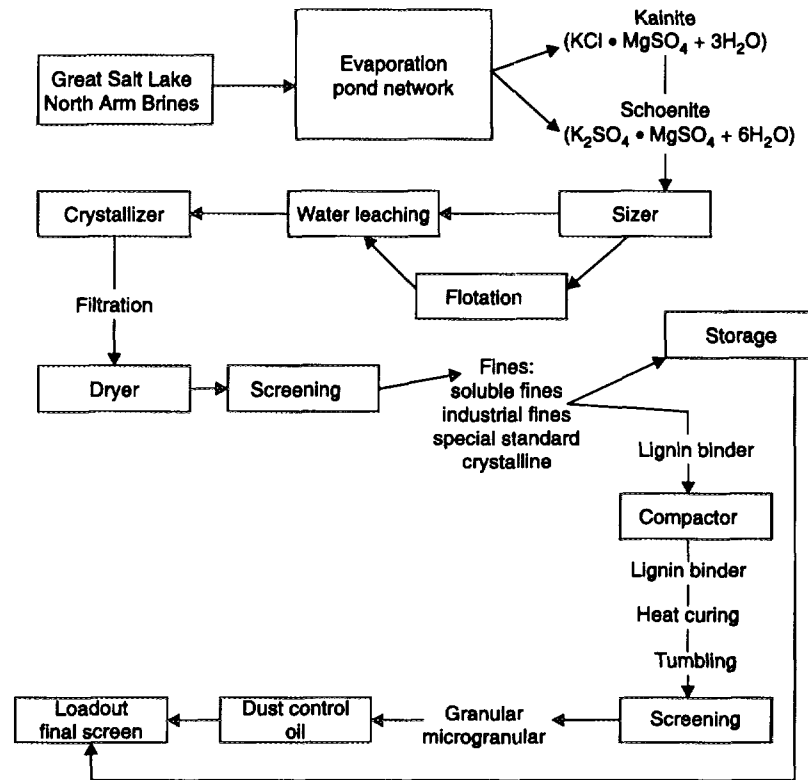 Great Salt Lake
North Arm Brines
Evaporation
pond network
Kainite
(KCl • MgSO₄ + 3H₂O)
Schoenite
(K₂SO₄ • MgSO₄ + 6H₂O)
Crystallizer
Water leaching
Sizer
Flotation
Filtration
Storage
Dryer
Screening
Fines:
soluble fines
industrial fines
special standard
crystalline
Lignin binder
Compactor
Lignin binder
Heat curing
Tumbling
Loadout
final screen
Dust control
oil
Granular
microgranular
Screening